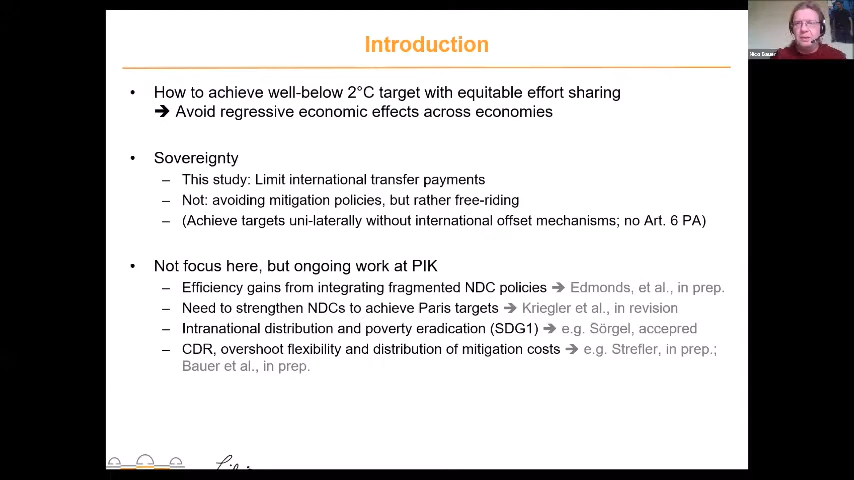 Introduction
• How to achieve well-below 2°C target with equitable effort sharing
➔ Avoid regressive economic effects across economies
• Sovereignty
– This study: Limit international transfer payments
– Not: avoiding mitigation policies, but rather free-riding
– (Achieve targets uni-laterally without international offset mechanisms; no Art. 6 PA)
• Not focus here, but ongoing work at PIK
– Efficiency gains from integrating fragmented NDC policies ➔ Edmonds, et al., in prep.
– Need to strengthen NDCs to achieve Paris targets ➔ Kriegler et al., in revision
– Intranational distribution and poverty eradication (SDG1) ➔ e.g. Sörgel, accepred
– CDR, overshoot flexibility and distribution of mitigation costs ➔ e.g. Strefler, in prep.;
Bauer et al., in prep.
Nico Bauer